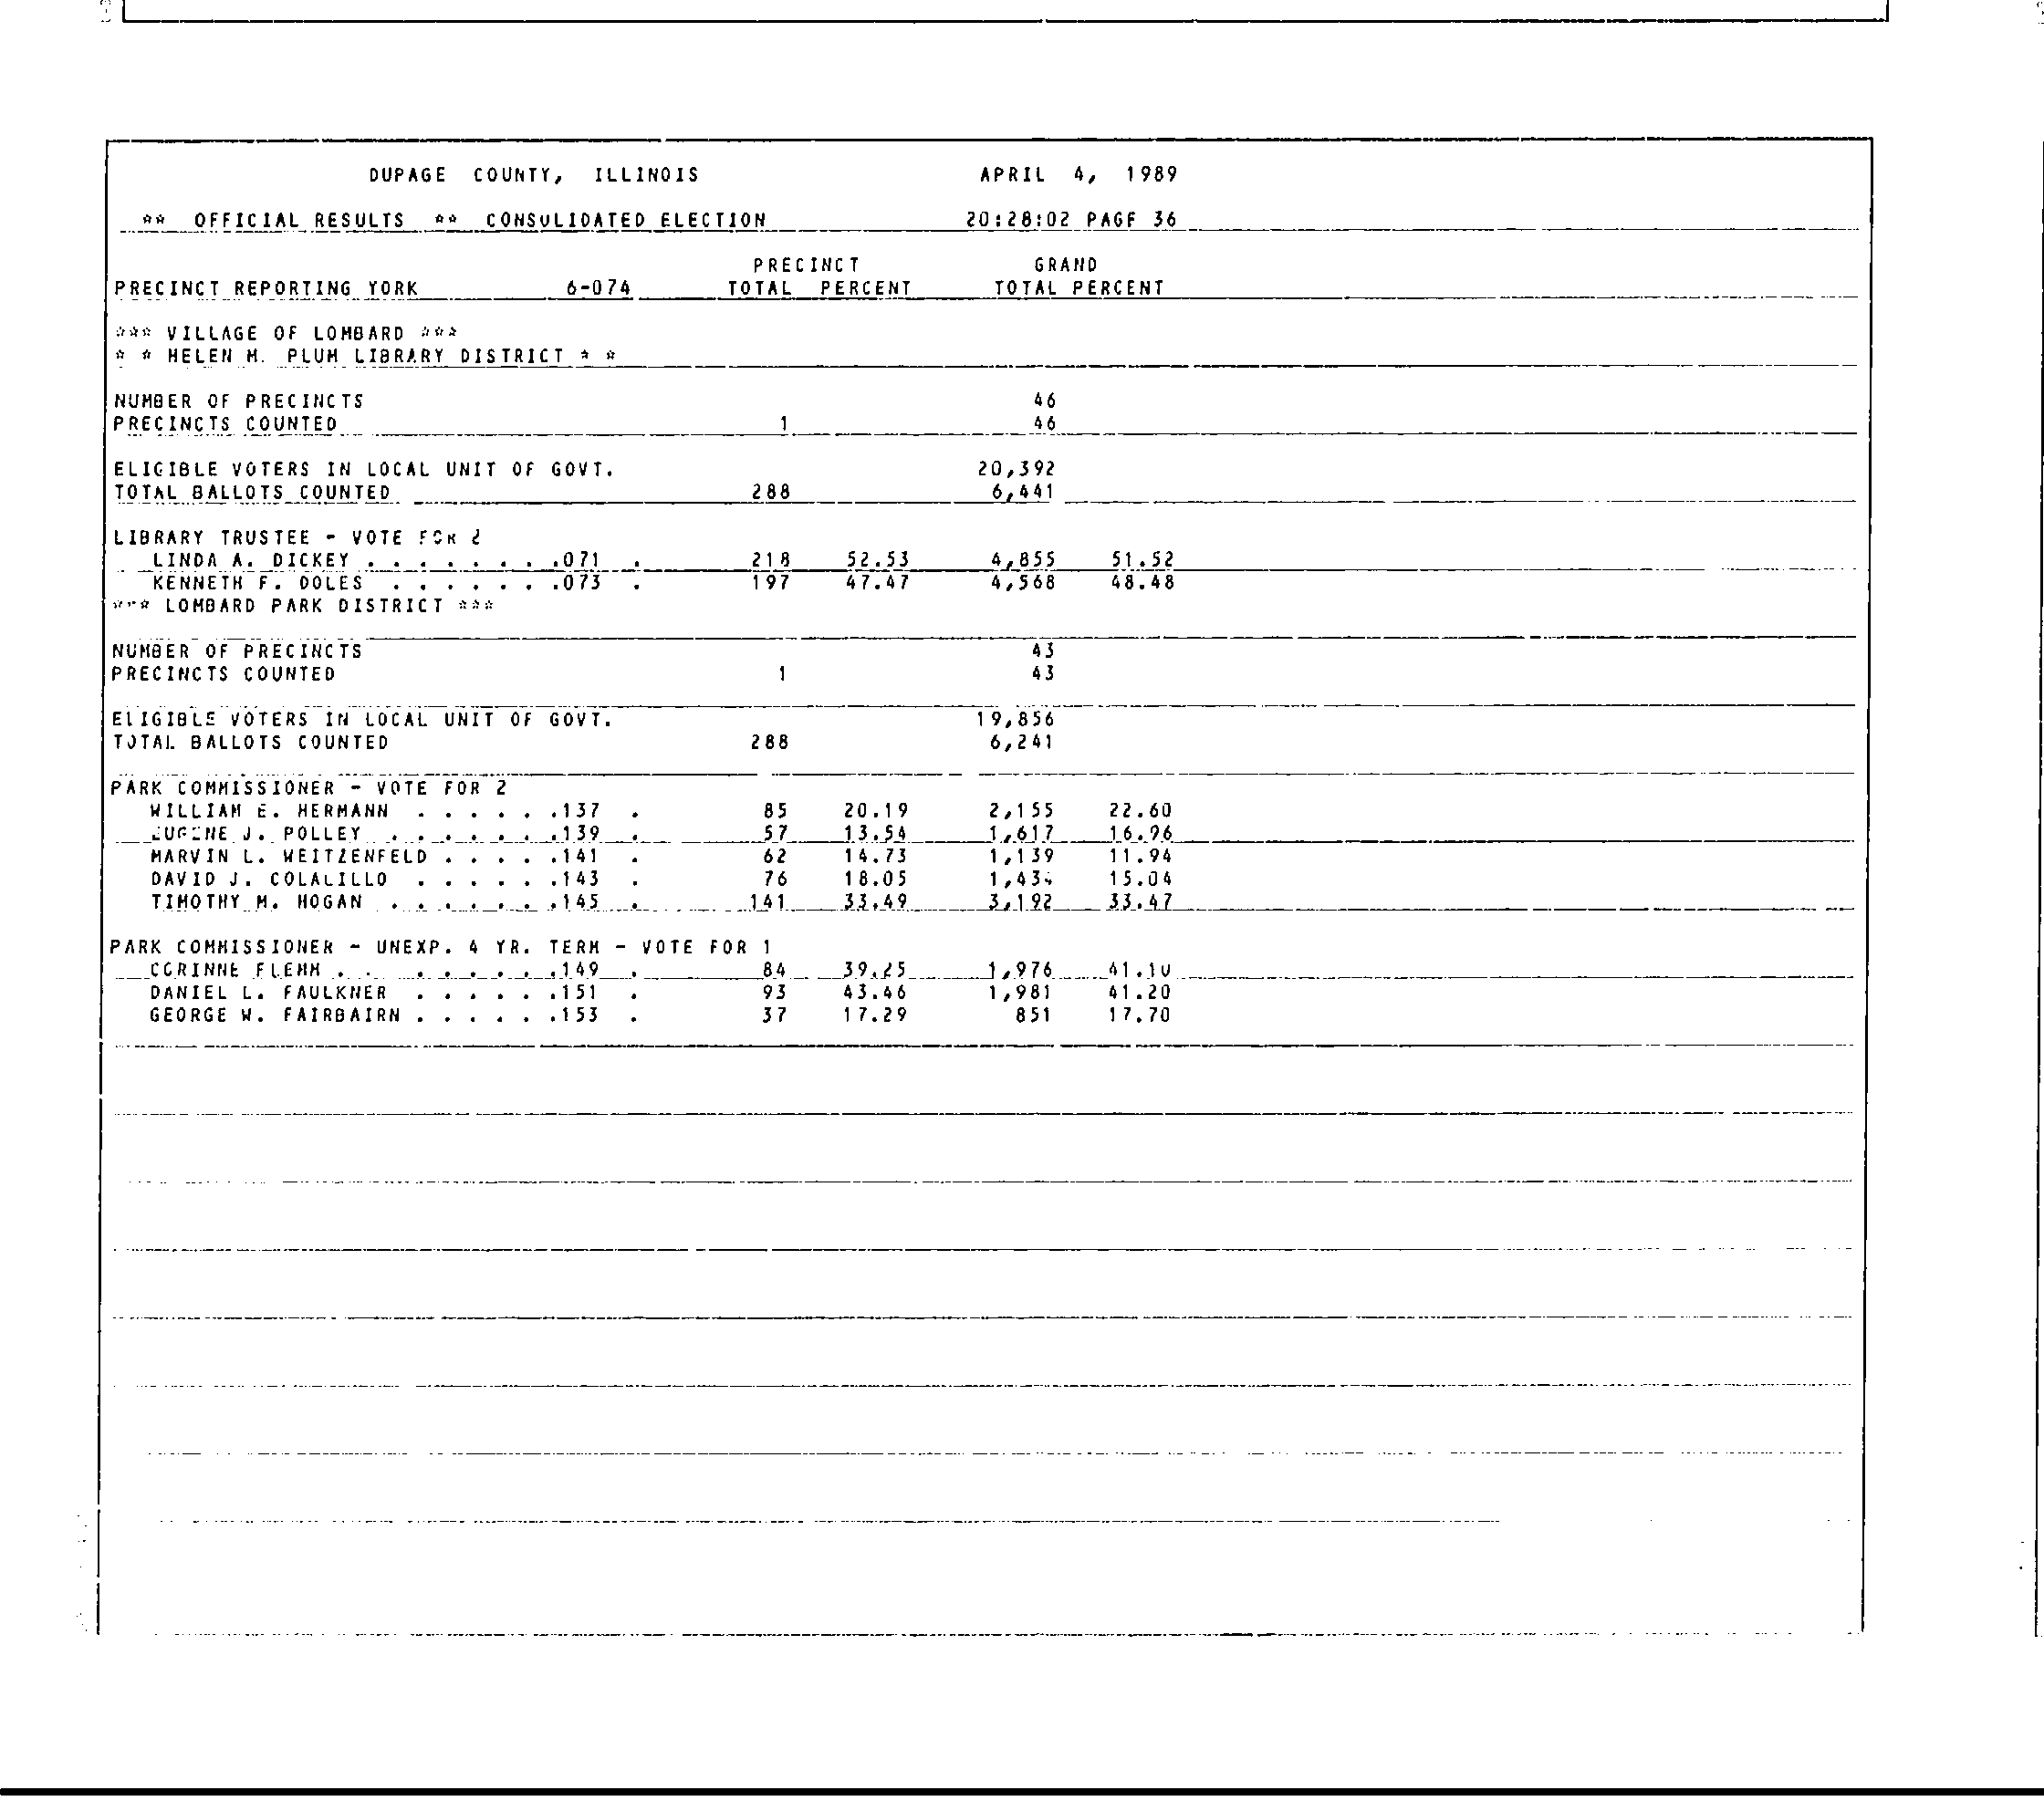 DUPAGE COUNTY, ILLINOIS APRIL 4, 1989
** OFFICIAL RESULTS ** CONSOLIDATED ELECTION 20:28:02 PAGE 36
PRECINCT GRAND
PRECINCT REPORTING YORK 6-074 TOTAL PERCENT TOTAL PERCENT
*** VILLAGE OF LOMBARD ***
* * HELEN M. PLUM LIBRARY DISTRICT * *
NUMBER OF PRECINCTS 46
PRECINCTS COUNTED 1 46
ELIGIBLE VOTERS IN LOCAL UNIT OF GOVT. 20,392
TOTAL BALLOTS COUNTED 288 6,441
LIBRARY TRUSTEE - VOTE FOR 2
LINDA A. DICKEY . . . . . . . .071 . 218 52.53 4,855 51.52
KENNETH F. DOLES . . . . . . .073 . 197 47.47 4,568 48.48
*** LOMBARD PARK DISTRICT ***
NUMBER OF PRECINCTS 43
PRECINCTS COUNTED 1 43
ELIGIBLE VOTERS IN LOCAL UNIT OF GOVT. 19,856
TOTAL BALLOTS COUNTED 288 6,241
PARK COMMISSIONER - VOTE FOR 2
WILLIAM E. HERMANN . . . . . .137 . 85 20.19 2,155 22.60
EUGENE J. POLLEY . . . . . . .139 . 57 13.54 1,617 16.96
MARVIN L. WEITZENFELD . . . . .141 . 62 14.73 1,139 11.94
DAVID J. COLALILLO . . . . . .143 . 76 18.05 1,434 15.04
TIMOTHY M. HOGAN . . . . . . .145 . 141 33.49 3,192 33.47
PARK COMMISSIONER - UNEXP. 4 YR. TERM - VOTE FOR 1
CORINNE FLEMM . . . . . . . .149 . 84 39.25 1,976 41.10
DANIEL L. FAULKNER . . . . . .151 . 93 43.46 1,981 41.20
GEORGE W. FAIRBAIRN . . . . . .153 . 37 17.29 851 17.70